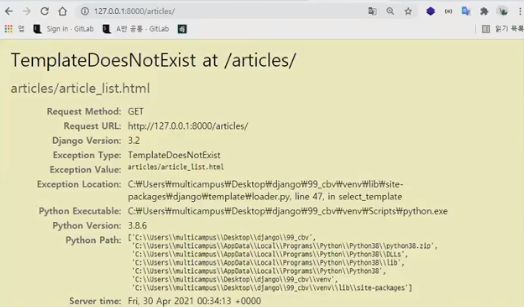 127.0.0.1:8000/articles/
앱 Sign in · GitLab A반 공통 · GitLab 읽기 목록
TemplateDoesNotExist at /articles/
articles/article_list.html
Request Method: GET
Request URL: http://127.0.0.1:8000/articles/
Django Version: 3.2
Exception Type: TemplateDoesNotExist
Exception Value: articles/article_list.html
Exception Location: C:₩Users₩multicampus₩Desktop₩django₩99_cbv₩venv₩lib₩site-
packages₩django₩template₩loader.py, line 47, in select_template
Python Executable: C:₩Users₩multicampus₩Desktop₩django₩99_cbv₩venv₩Scripts₩python.exe
Python Version: 3.8.6
Python Path: ['C:\\Users\\multicampus\\Desktop\\django\\99_cbv',
'C:\\Users\\multicampus\\AppData\\Local\\Programs\\Python\\Python38\\python38.zip',
'C:\\Users\\multicampus\\AppData\\Local\\Programs\\Python\\Python38\\DLLs',
'C:\\Users\\multicampus\\AppData\\Local\\Programs\\Python\\Python38\\lib',
'C:\\Users\\multicampus\\AppData\\Local\\Programs\\Python\\Python38',
'C:\\Users\\multicampus\\Desktop\\django\\99_cbv\\venv',
'C:\\Users\\multicampus\\Desktop\\django\\99_cbv\\venv\\lib\\site-packages']
Server time: Fri, 30 Apr 2021 00:34:13 +0000